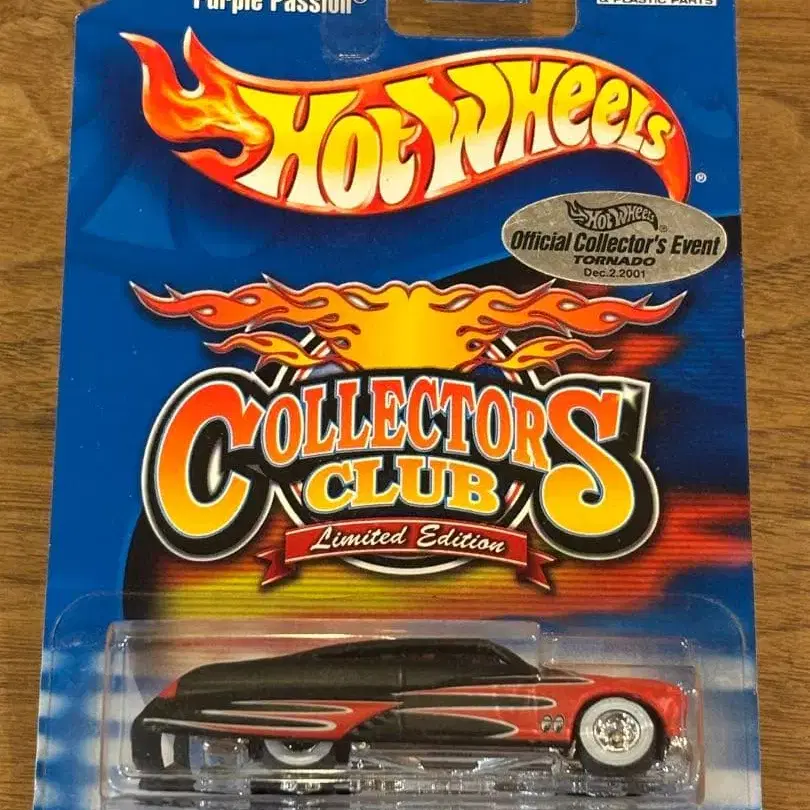 Purple Passion®
& PLASTIC PARTS
Hot Wheels®
Hot Wheels®
Official Collector's Event
TORNADO
Dec.2.2001
COLLECTORS
CLUB
Limited Edition